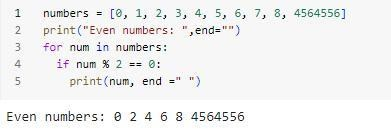 1 numbers = [0, 1, 2, 3, 4, 5, 6, 7, 8, 4564556]
2 print("Even numbers: ",end="")
3 for num in numbers:
4   if num % 2 == 0:
5     print(num, end =" ")
Even numbers: 0 2 4 6 8 4564556